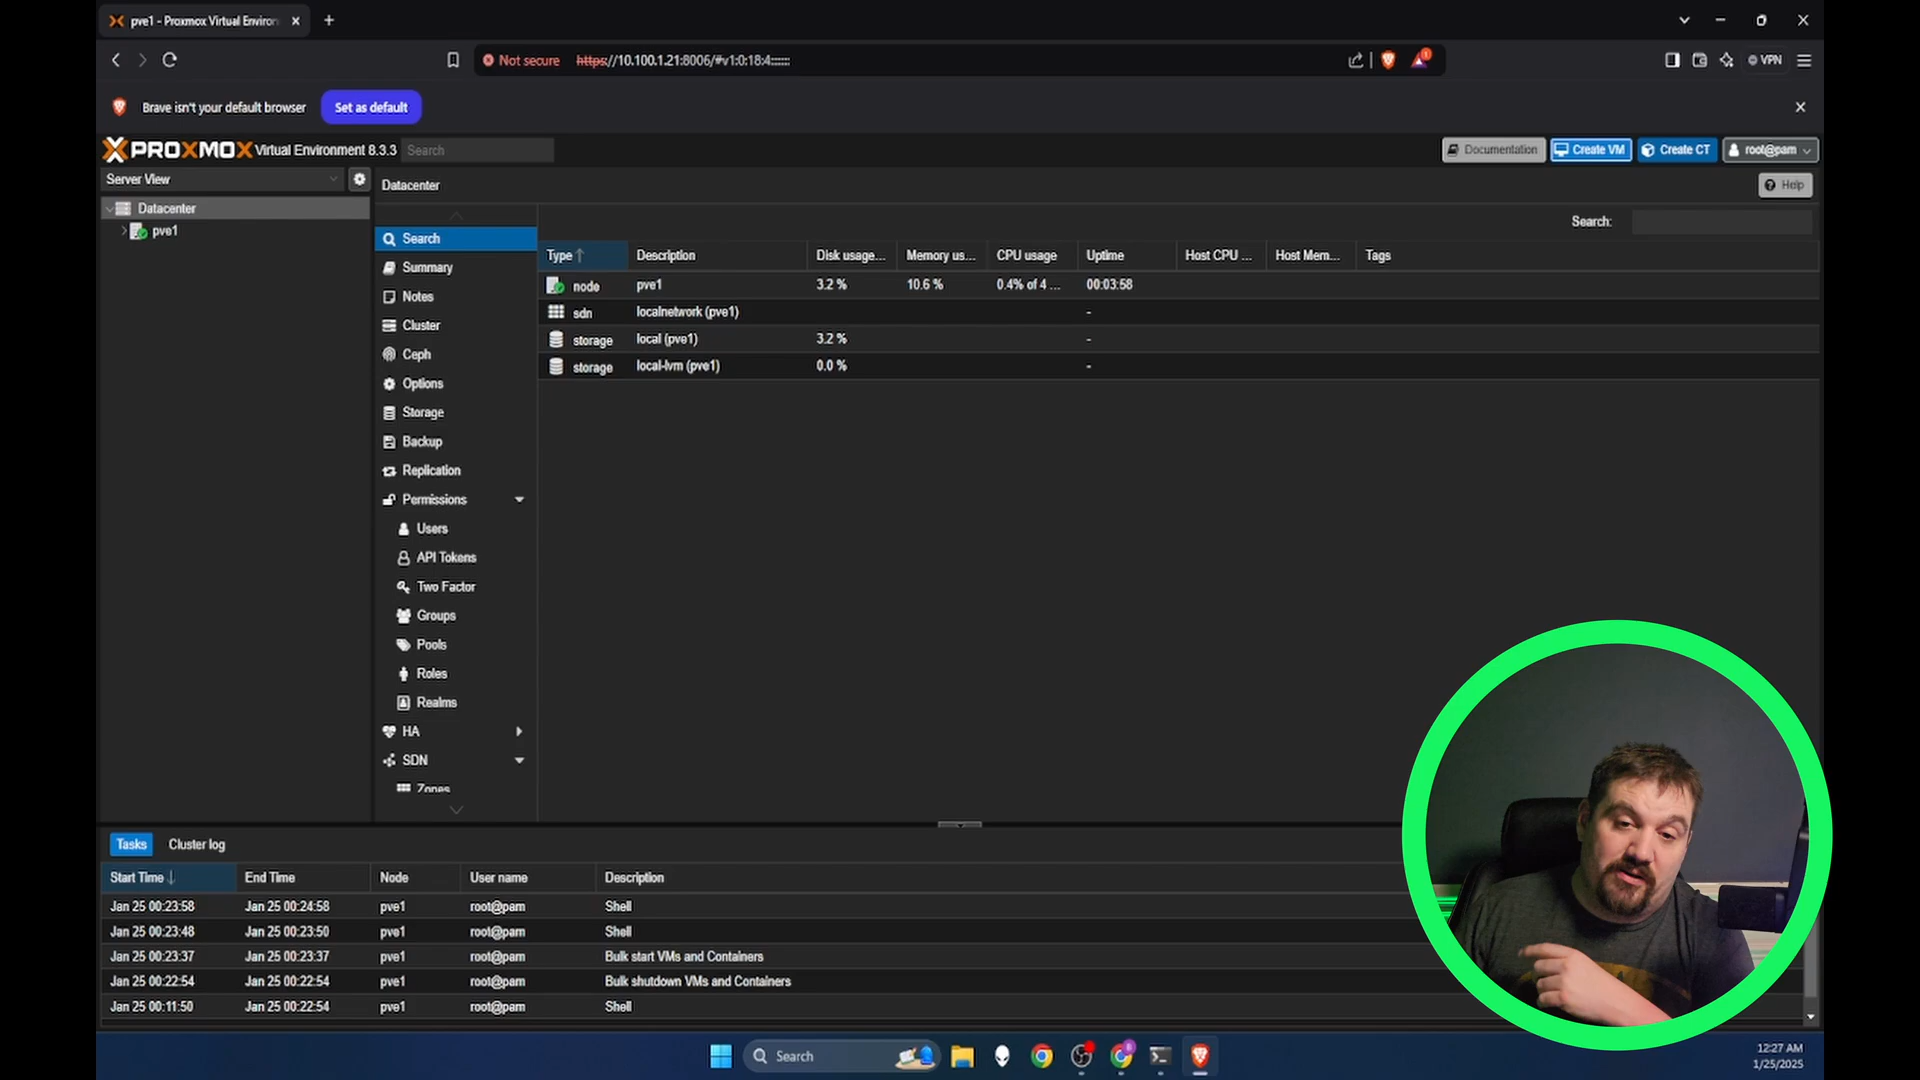 pve1 - Proxmox Virtual Environ
Not secure https://10.100.1.21:8006/#v1:0:18:4:::::::
VPN
Brave isn't your default browser Set as default
PROXMOX Virtual Environment 8.3.3 Search
Documentation Create VM Create CT root@pam
Server View
Datacenter
Help
Datacenter
pve1
Search:
Search
Summary
Notes
Cluster
Ceph
Options
Storage
Backup
Replication
Permissions
Users
API Tokens
Two Factor
Groups
Pools
Roles
Realms
HA
SDN
Zones
Type Description Disk usage... Memory us... CPU usage Uptime Host CPU ... Host Mem... Tags
node pve1 3.2 % 10.6 % 0.4% of 4 ... 00:03:58
sdn localnetwork (pve1) -
storage local (pve1) 3.2 % -
storage local-lvm (pve1) 0.0 % -
Tasks Cluster log
Start Time End Time Node User name Description
Jan 25 00:23:58 Jan 25 00:24:58 pve1 root@pam Shell
Jan 25 00:23:48 Jan 25 00:23:50 pve1 root@pam Shell
Jan 25 00:23:37 Jan 25 00:23:37 pve1 root@pam Bulk start VMs and Containers
Jan 25 00:22:54 Jan 25 00:22:54 pve1 root@pam Bulk shutdown VMs and Containers
Jan 25 00:11:50 Jan 25 00:22:54 pve1 root@pam Shell
Search
12:27 AM
1/25/2025